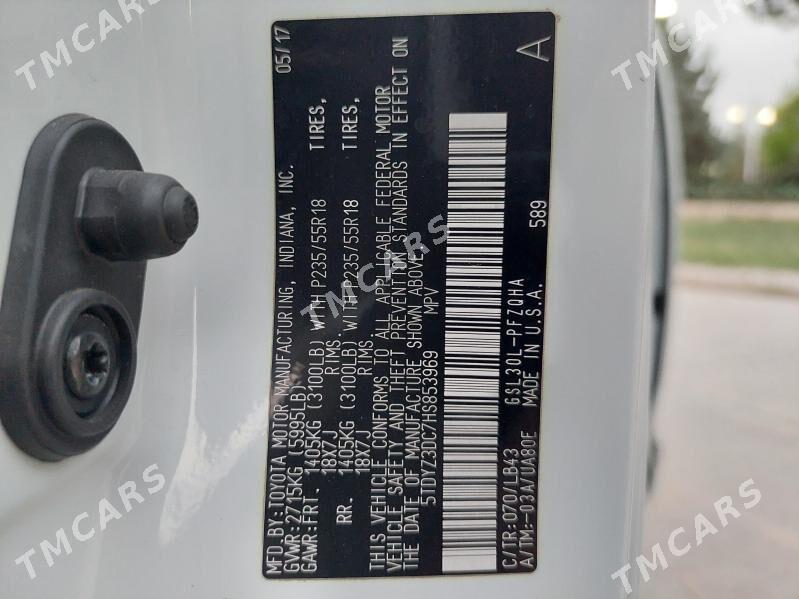 MFD.BY:TOYOTA MOTOR MANUFACTURING, INDIANA, INC. 05/17
GVWR:2715KG (5995LB)
GAWR:FRT. 1405KG (3100LB) WITH P235/55R18 TIRES,
18X7J RIMS.
RR. 1405KG (3100LB) WITH P235/55R18 TIRES,
18X7J RIMS.
THIS VEHICLE CONFORMS TO ALL APPLICABLE FEDERAL MOTOR
VEHICLE SAFETY AND THEFT PREVENTION STANDARDS IN EFFECT ON
THE DATE OF MANUFACTURE SHOWN ABOVE.
5TDYZ3DC7HS853969 MPV
C/TR:070/LB43 GSL30L-PFZQHA 589
A/TM:-03A/UA80E MADE IN U.S.A. A
TMCARS
TMCARS
TMCARS
TMCARS
TMCARS